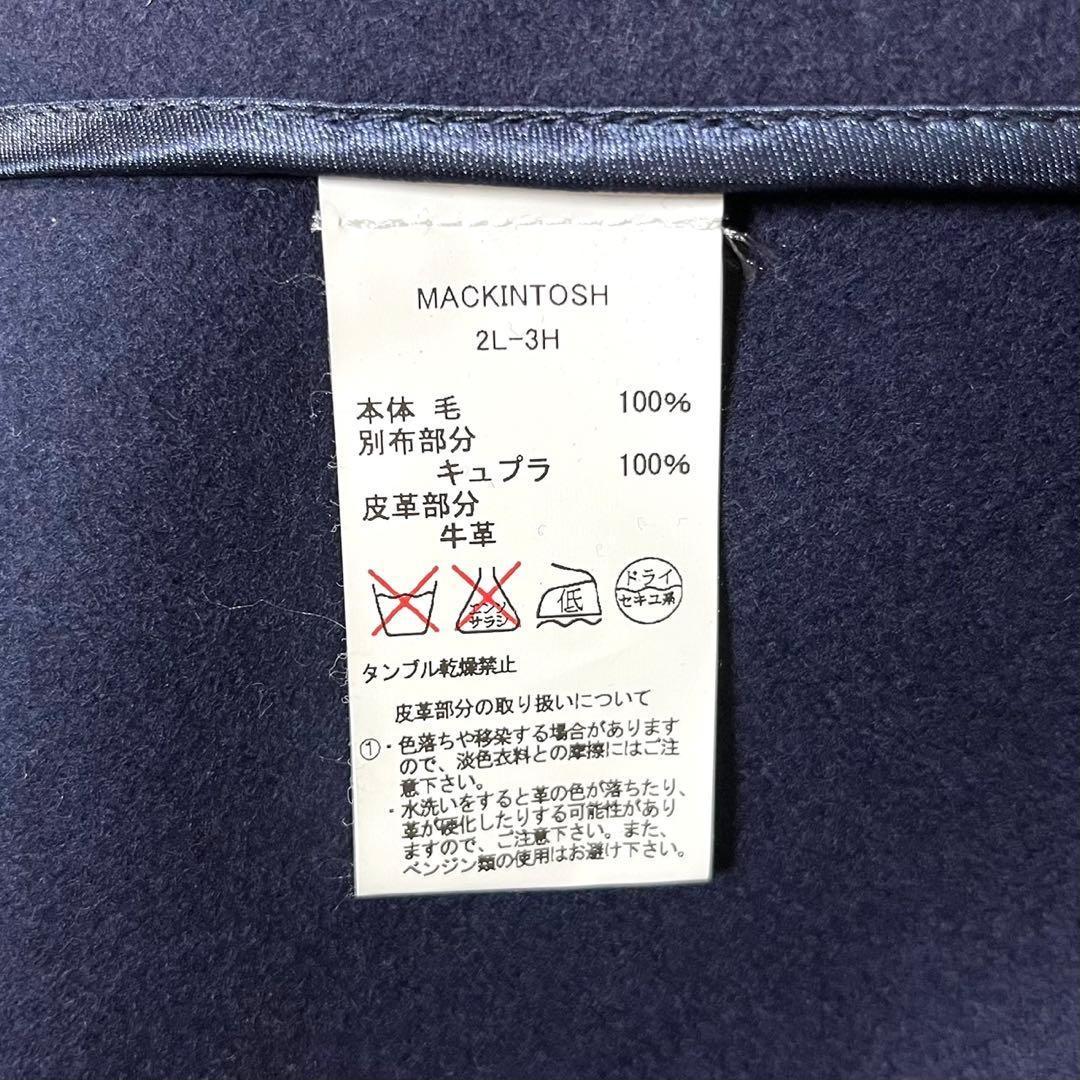 MACKINTOSH
2L-3H
本体 毛 100%
別布部分
キュプラ 100%
皮革部分
牛革
エンソ
サラシ
低
ドライ
セキユ系
タンブル乾燥禁止
皮革部分の取り扱いについて
①・色落ちや移染する場合があります
ので、淡色衣料との摩擦にはご注
意下さい。
・水洗いをすると革の色が落ちたり、
革が硬化したりする可能性があり
ますので、ご注意下さい。また、
ベンジン類の使用はお避け下さい。